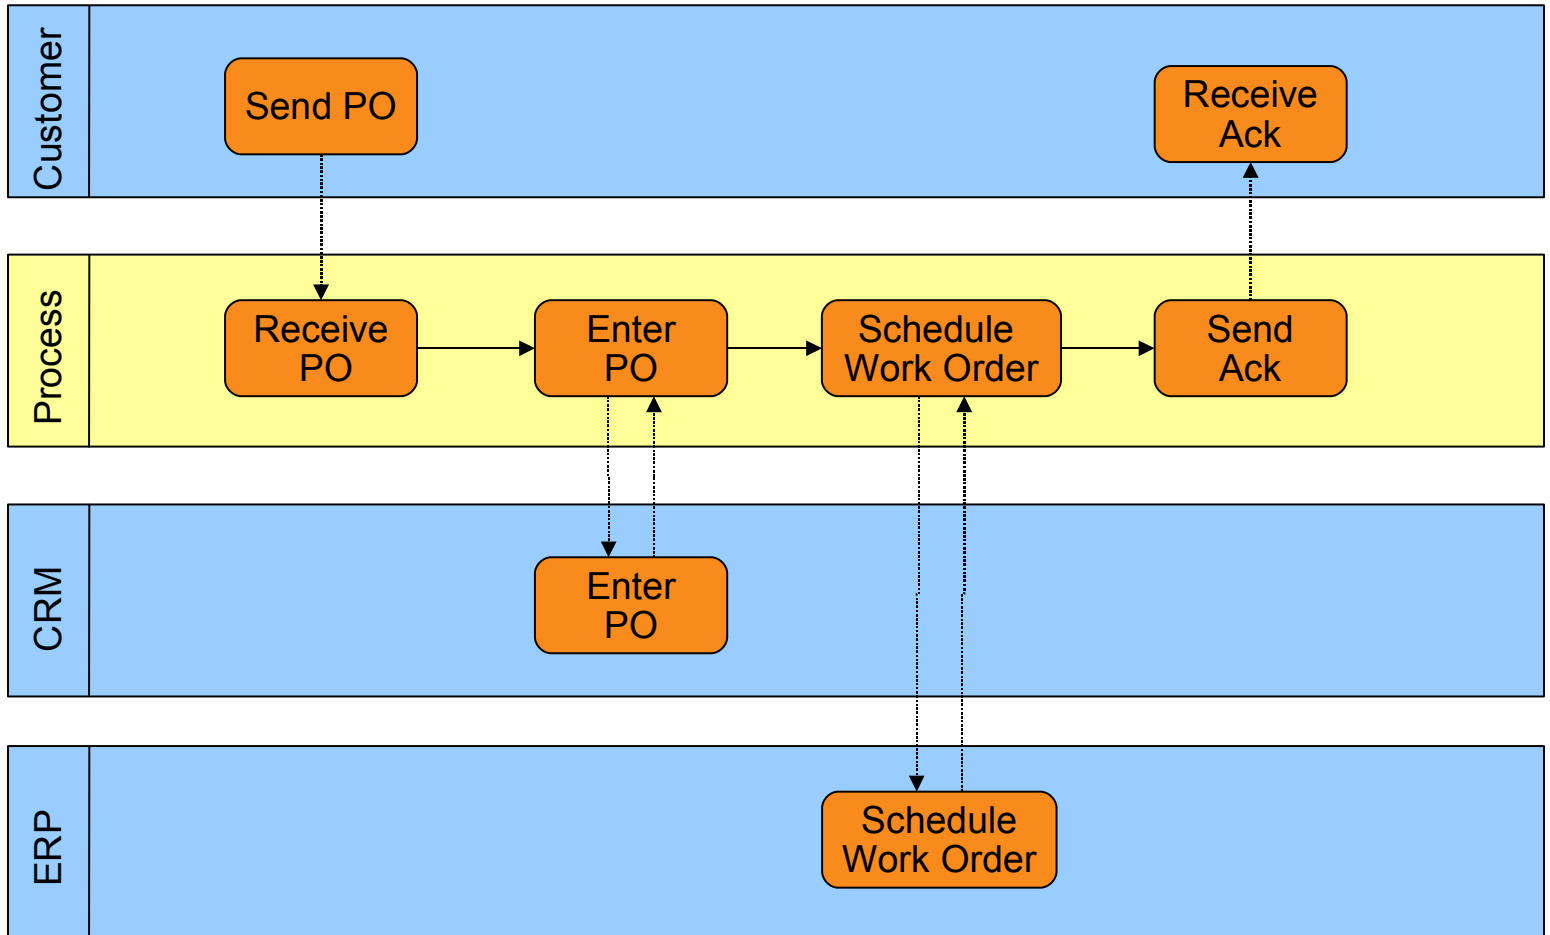 Customer
Send PO
Receive
Ack
Process
Receive
PO
Enter
PO
Schedule
Work Order
Send
Ack
CRM
Enter
PO
ERP
Schedule
Work Order